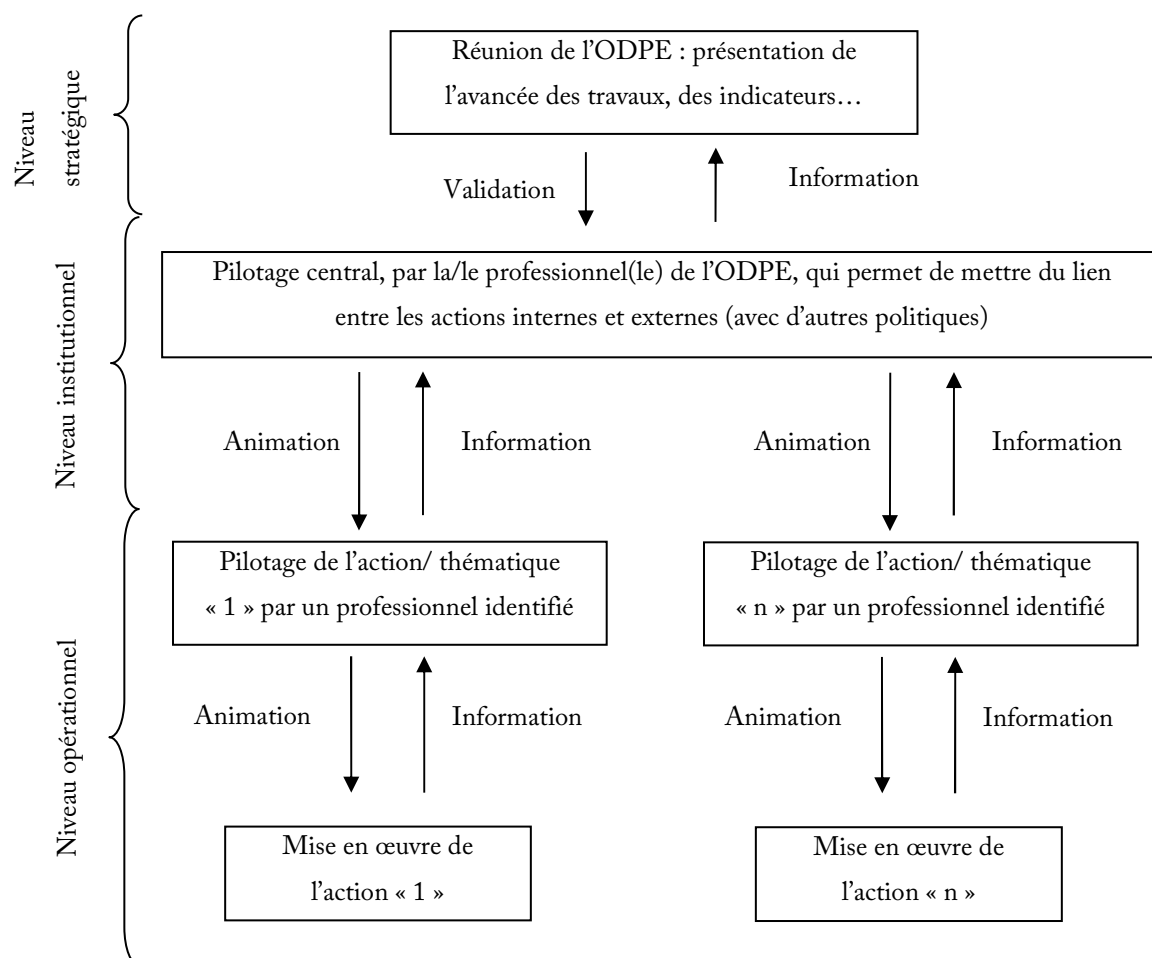 Niveau
stratégique
Réunion de l’ODPE : présentation de
l’avancée des travaux, des indicateurs…
Validation
Information
Niveau institutionnel
Pilotage central, par la/le professionnel(le) de l’ODPE, qui permet de mettre du lien
entre les actions internes et externes (avec d’autres politiques)
Animation
Information
Animation
Information
Niveau opérationnel
Pilotage de l’action/ thématique
« 1 » par un professionnel identifié
Pilotage de l’action/ thématique
« n » par un professionnel identifié
Animation
Information
Animation
Information
Mise en œuvre de
l’action « 1 »
Mise en œuvre de
l’action « n »